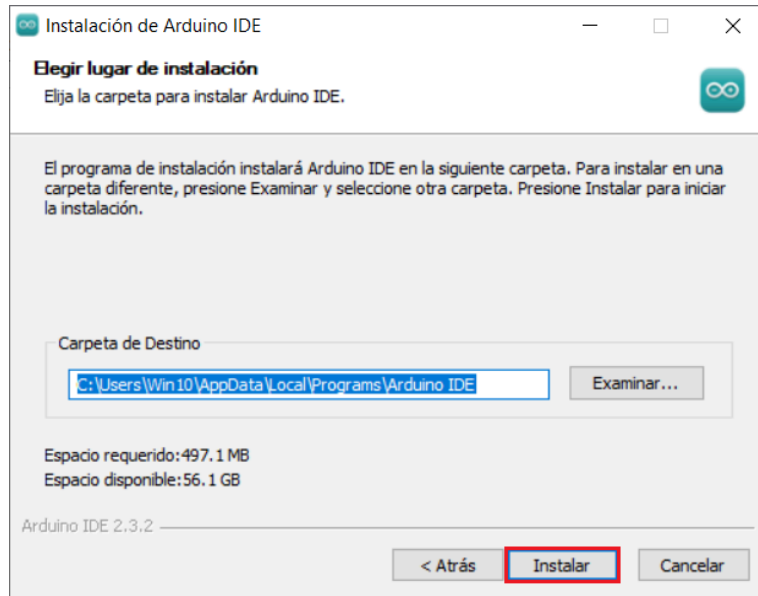 Instalación de Arduino IDE
Elegir lugar de instalación
Elija la carpeta para instalar Arduino IDE.
El programa de instalación instalará Arduino IDE en la siguiente carpeta. Para instalar en una
carpeta diferente, presione Examinar y seleccione otra carpeta. Presione Instalar para iniciar
la instalación.
Carpeta de Destino
C:\Users\Win10\AppData\Local\Programs\Arduino IDE
Examinar...
Espacio requerido:497.1 MB
Espacio disponible:56.1 GB
Arduino IDE 2.3.2
< Atrás Instalar Cancelar